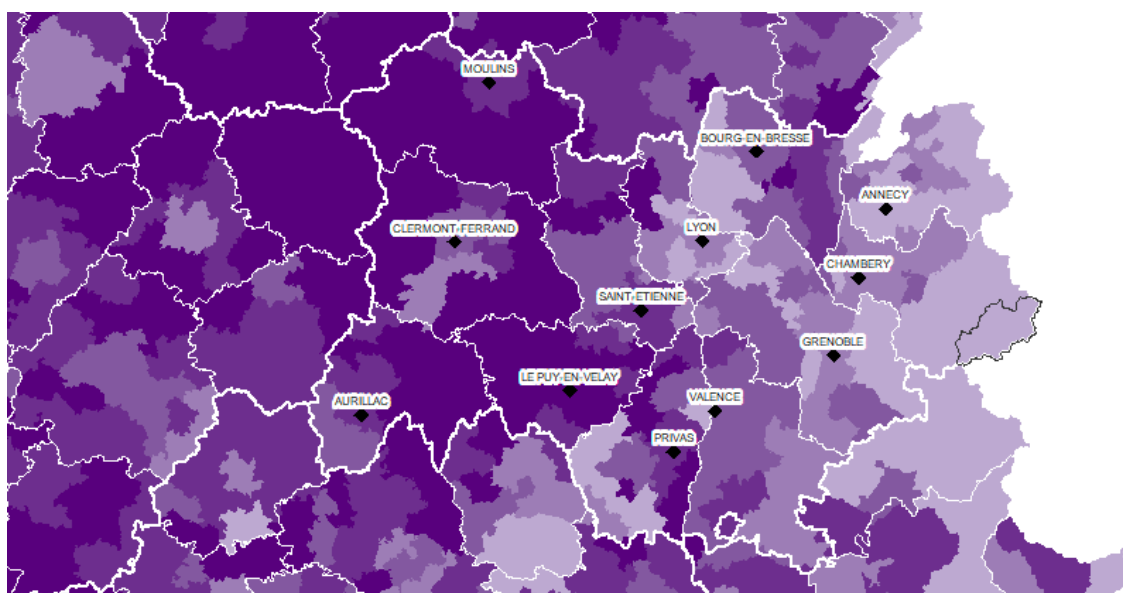 MOULINS
BOURG-EN-BRESSE
ANNECY
CLERMONT-FERRAND
LYON
CHAMBERY
SAINT-ETIENNE
GRENOBLE
LE PUY-EN-VELAY
AURILLAC
VALENCE
PRIVAS